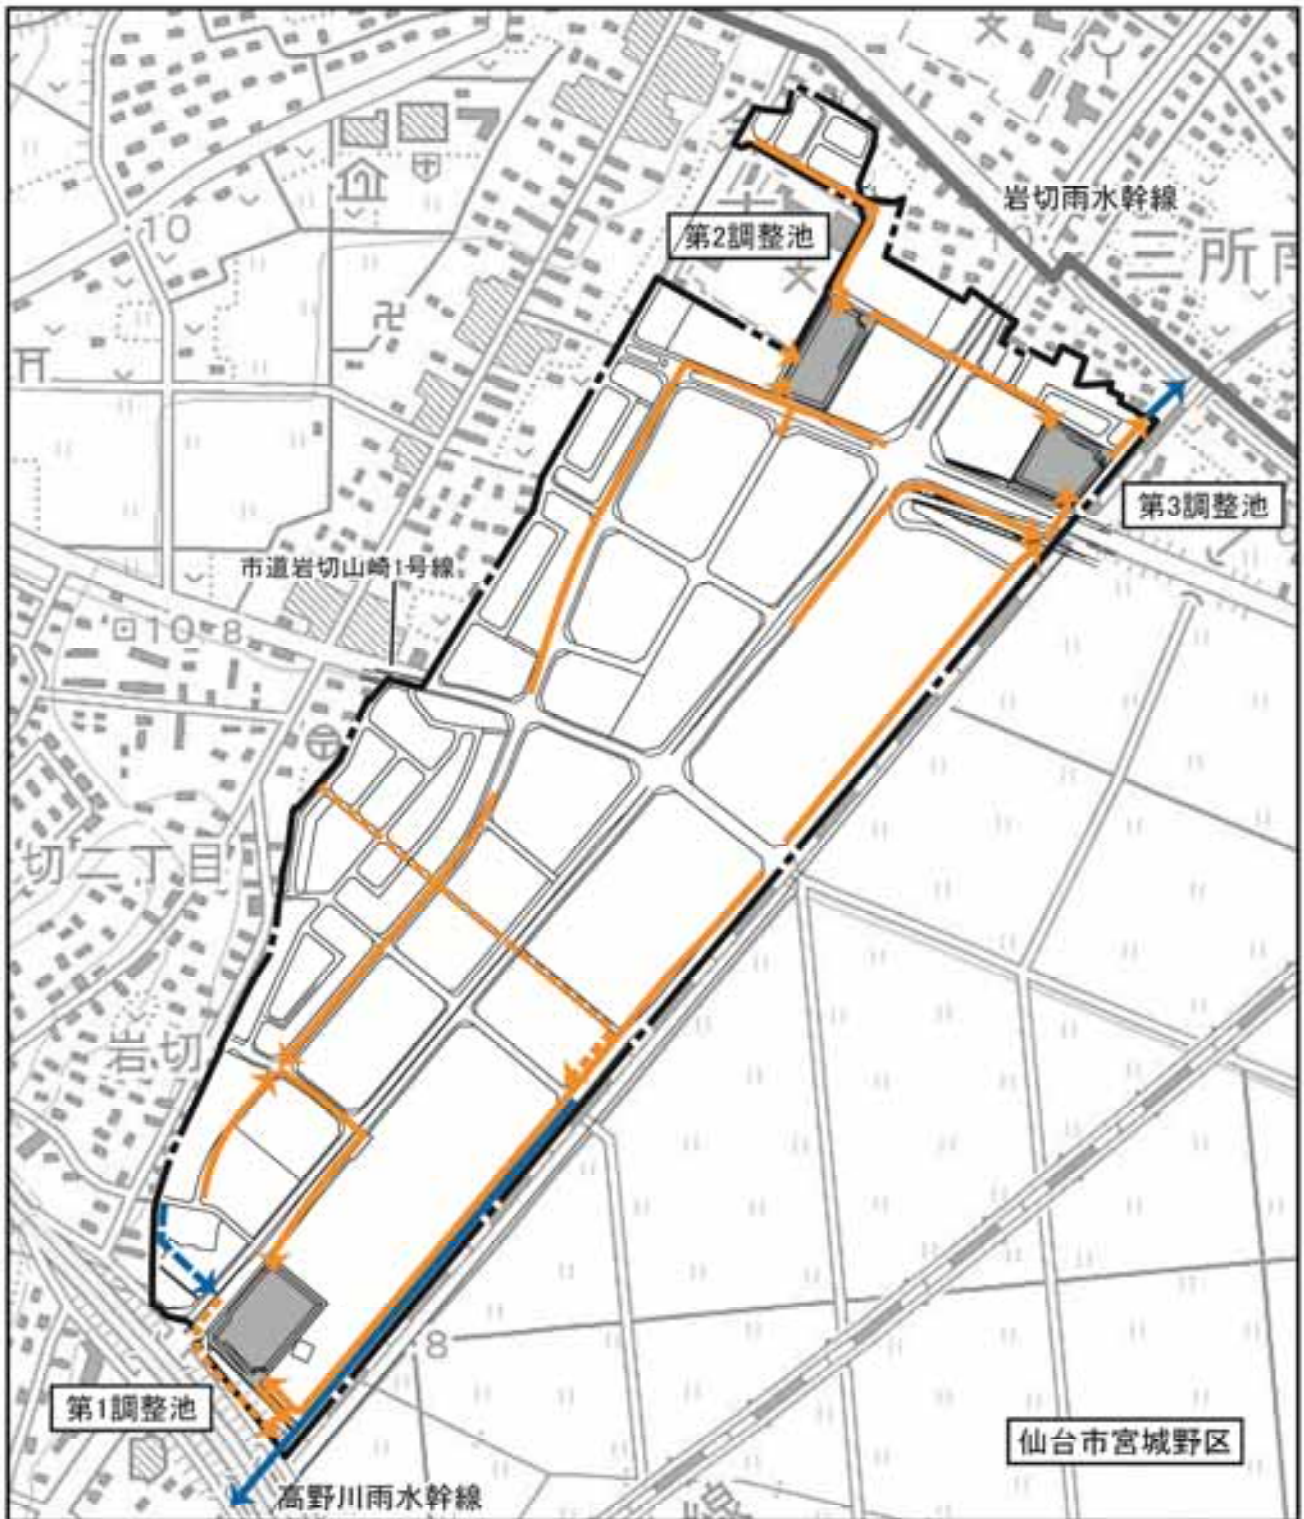 岩切雨水幹線
10
三所南
第2調整池
第3調整池
市道岩切山崎1号線
10 8
切二丁目
岩切
8
第1調整池
仙台市宮城野区
高野川雨水幹線